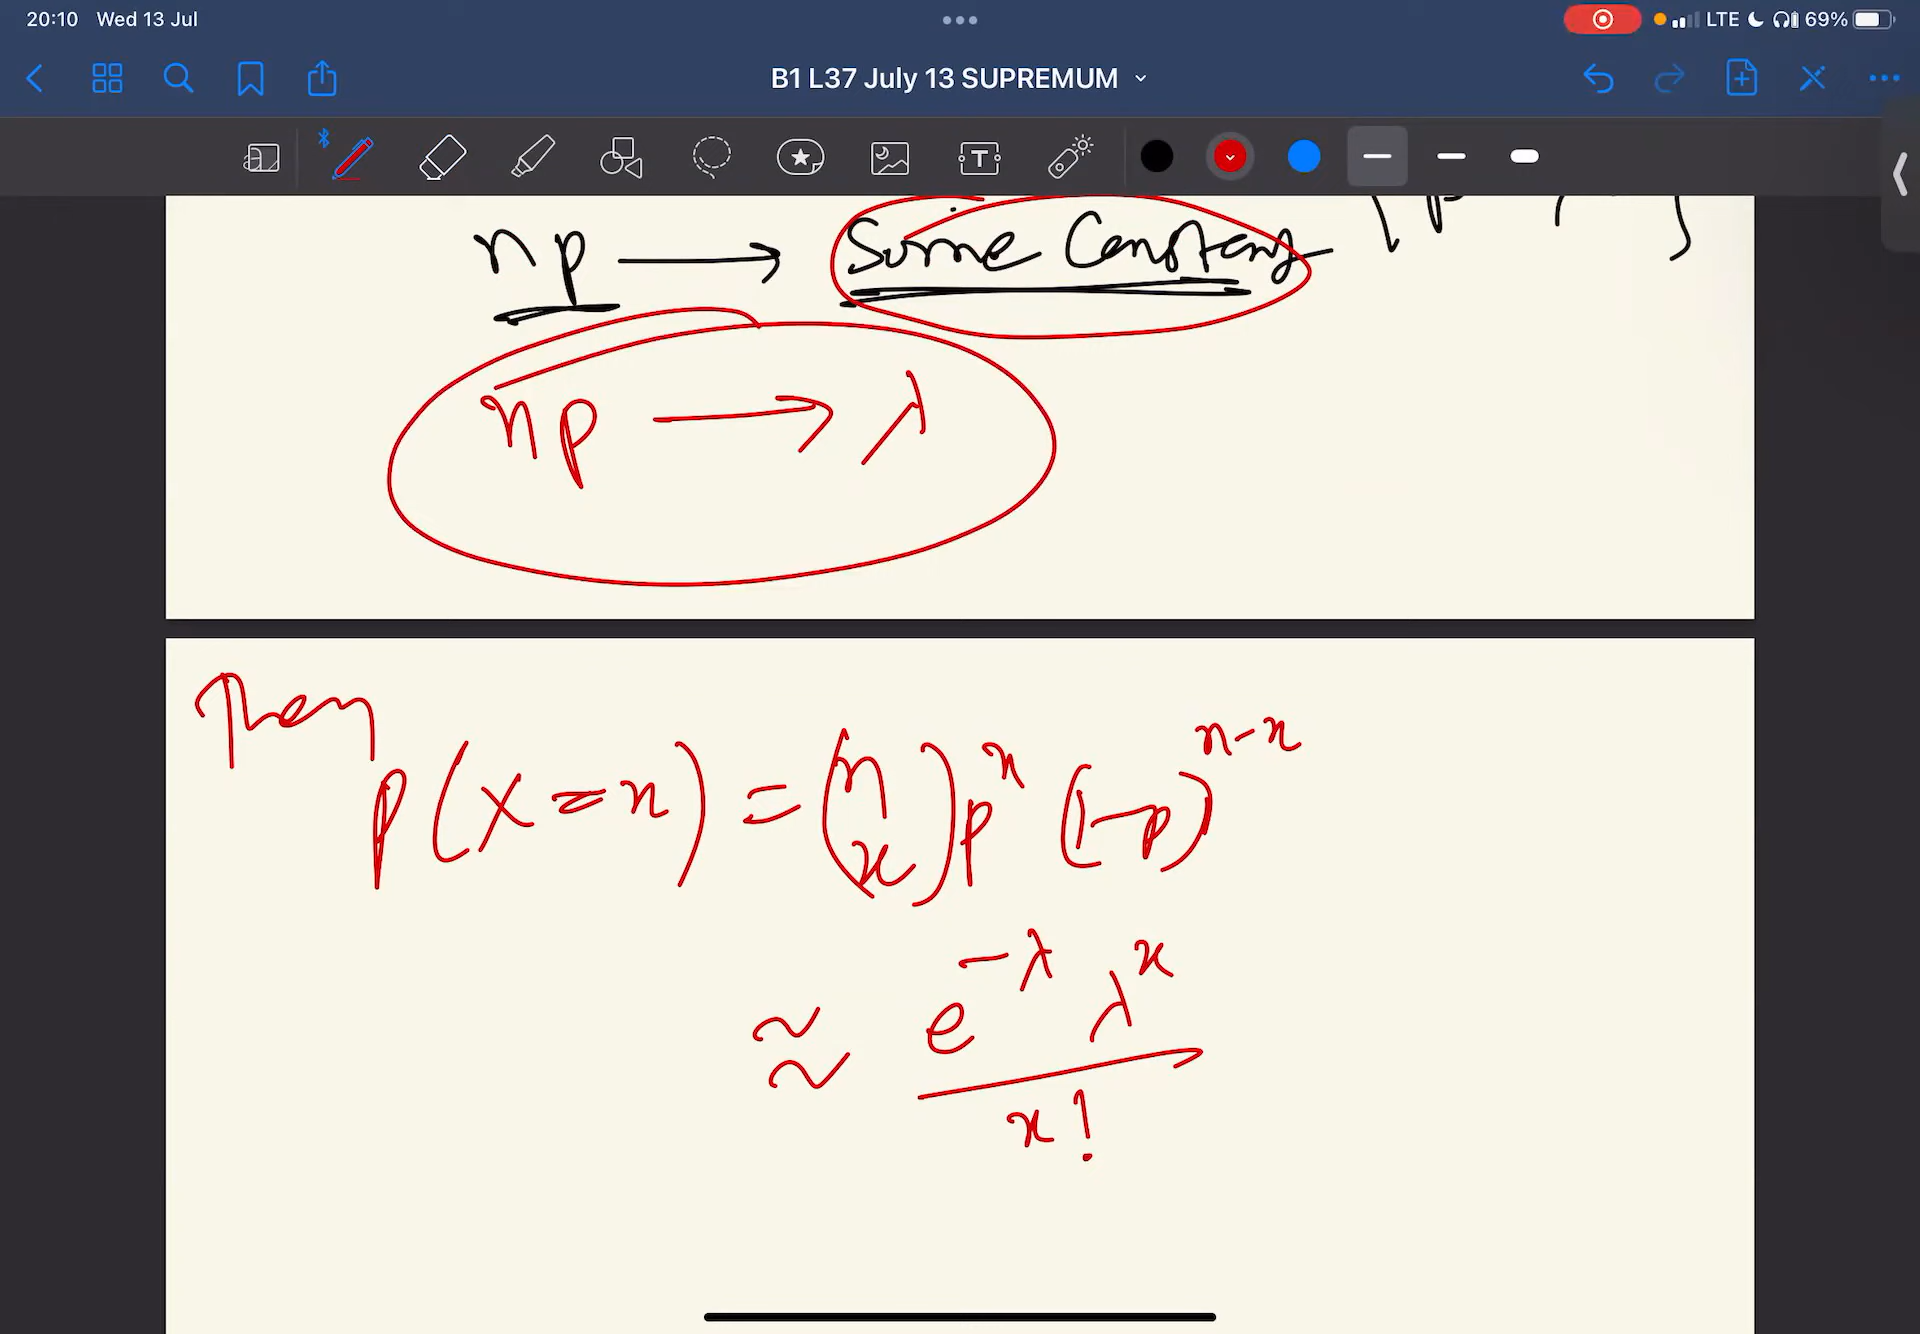 20:10 Wed 13 Jul
LTE 69%
B1 L37 July 13 SUPREMUM
np → Some Constant
np → λ
Then
P(X=x) = (n x) p^x (1-p)^{n-x}
≈ e^{-λ} λ^x
x!